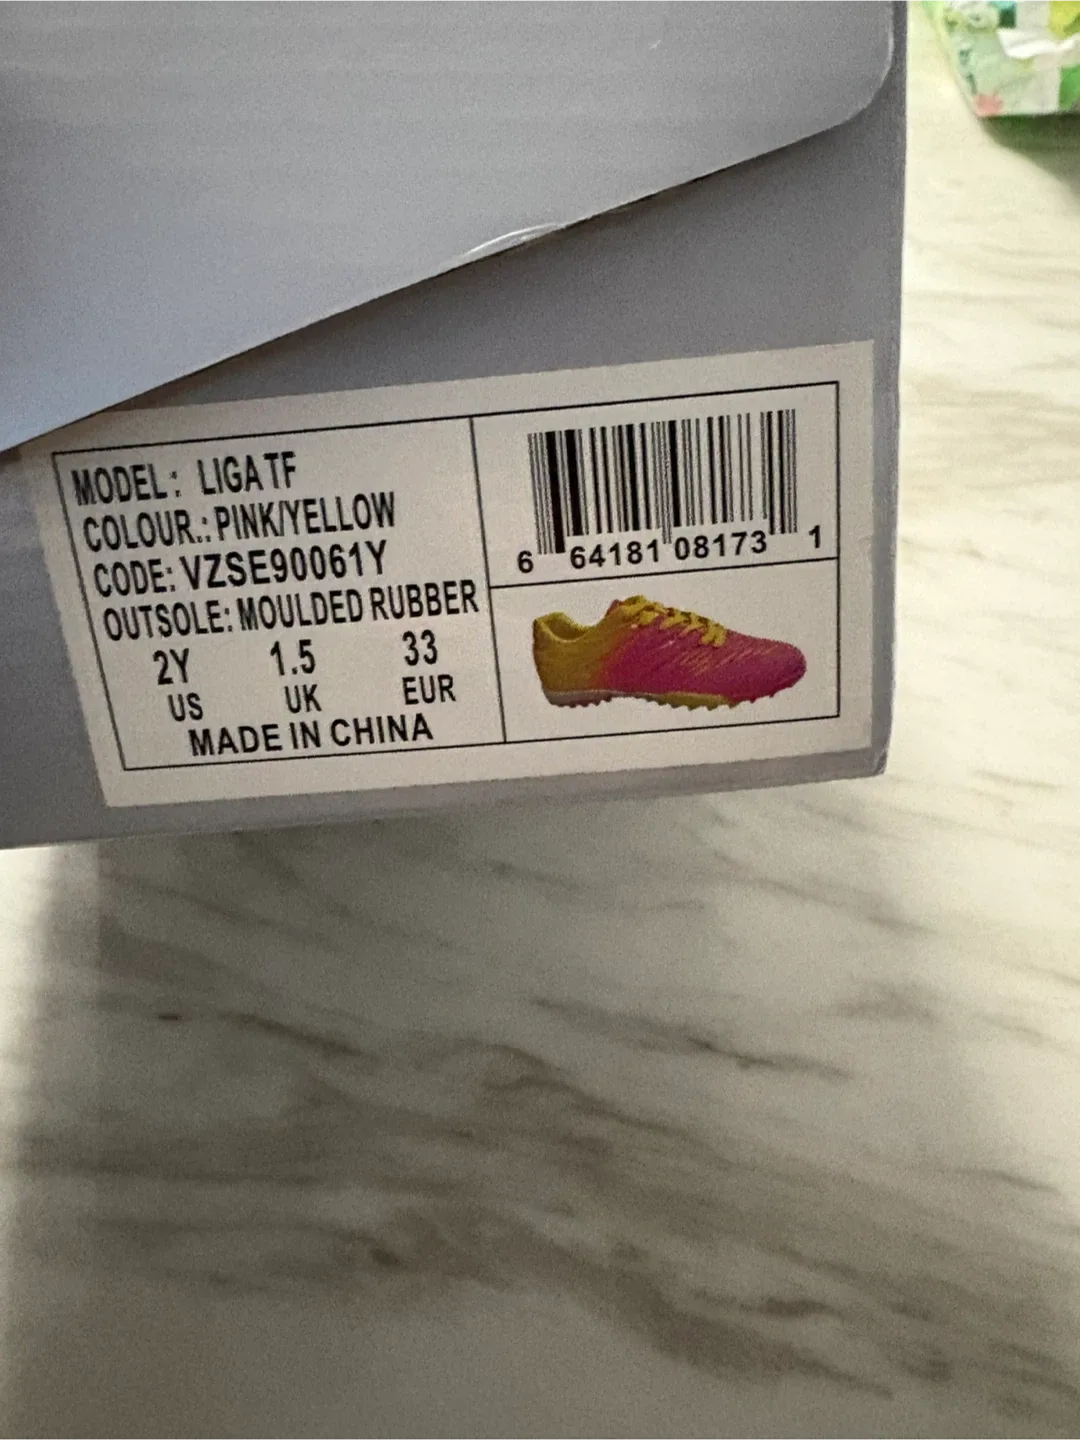 MODEL: LIGA TF
COLOUR.: PINK/YELLOW
CODE: VZSE90061Y
OUTSOLE: MOULDED RUBBER
2Y 1.5 33
US UK EUR
MADE IN CHINA
6 64181 08173 1